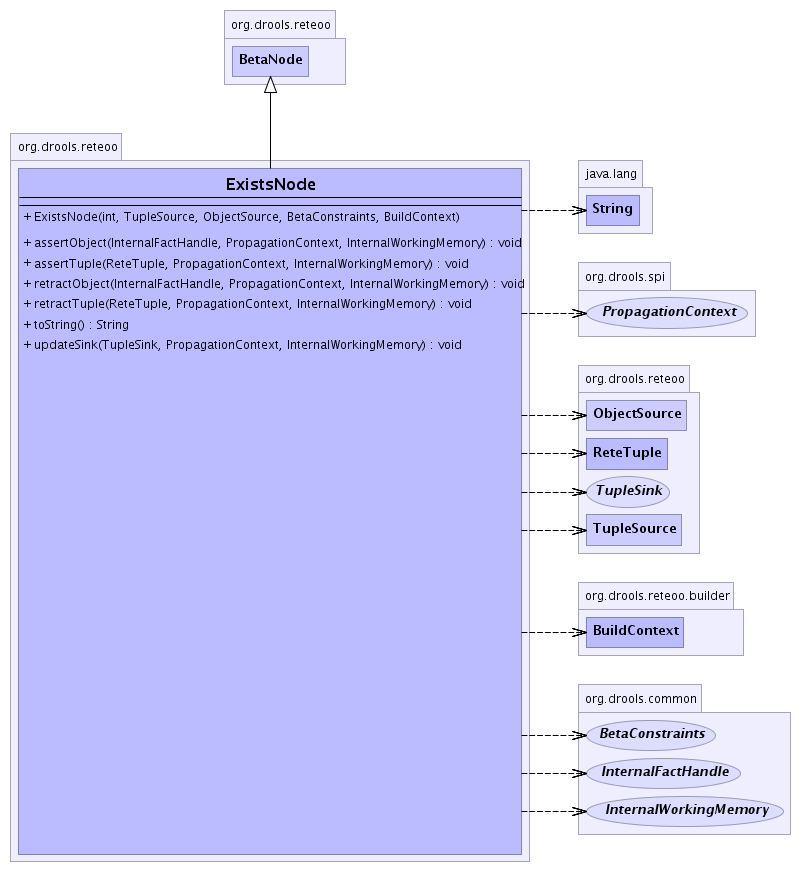 org.drools.reteoo
BetaNode
org.drools.reteoo
ExistsNode
+ ExistsNode(int, TupleSource, ObjectSource, BetaConstraints, BuildContext)
+ assertObject(InternalFactHandle, PropagationContext, InternalWorkingMemory) : void
+ assertTuple(ReteTuple, PropagationContext, InternalWorkingMemory) : void
+ retractObject(InternalFactHandle, PropagationContext, InternalWorkingMemory) : void
+ retractTuple(ReteTuple, PropagationContext, InternalWorkingMemory) : void
+ toString() : String
+ updateSink(TupleSink, PropagationContext, InternalWorkingMemory) : void
java.lang
String
org.drools.spi
PropagationContext
org.drools.reteoo
ObjectSource
ReteTuple
TupleSink
TupleSource
org.drools.reteoo.builder
BuildContext
org.drools.common
BetaConstraints
InternalFactHandle
InternalWorkingMemory